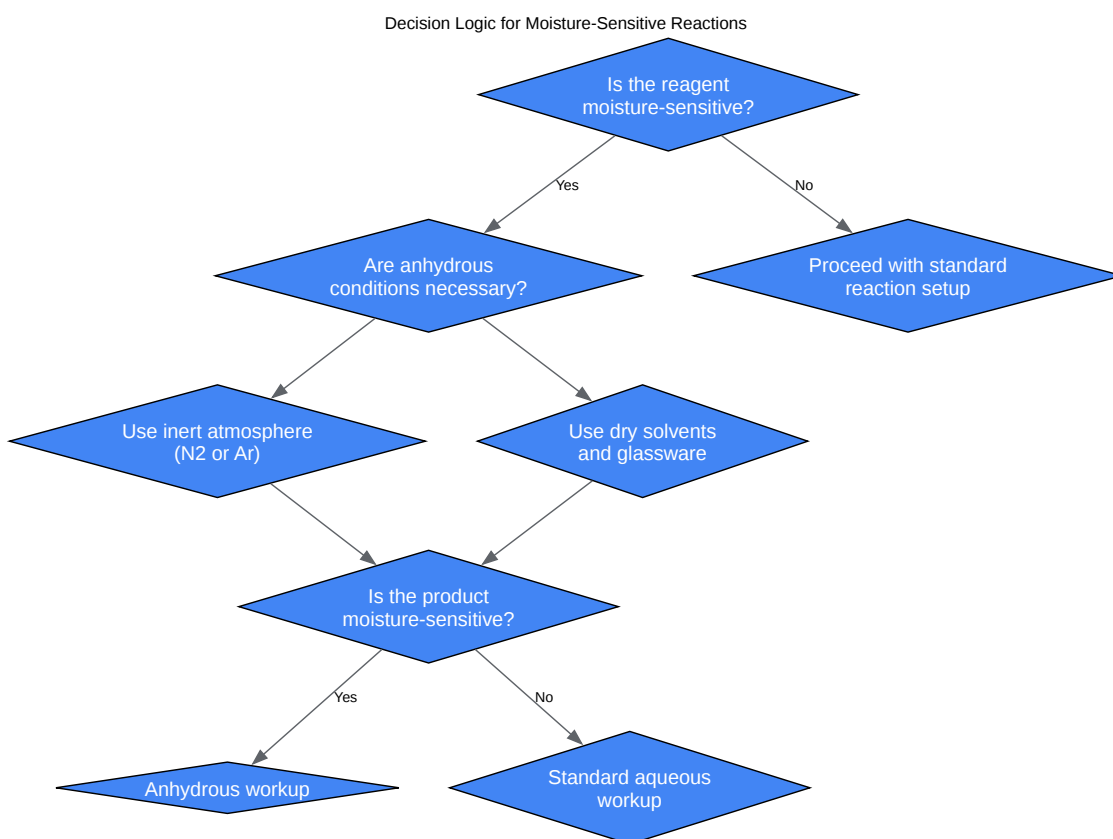 Decision Logic for Moisture-Sensitive Reactions
Is the reagent
moisture-sensitive?
Yes
No
Are anhydrous
conditions necessary?
Proceed with standard
reaction setup
Use inert atmosphere
(N2 or Ar)
Use dry solvents
and glassware
Is the product
moisture-sensitive?
Yes
No
Anhydrous workup
Standard aqueous
workup